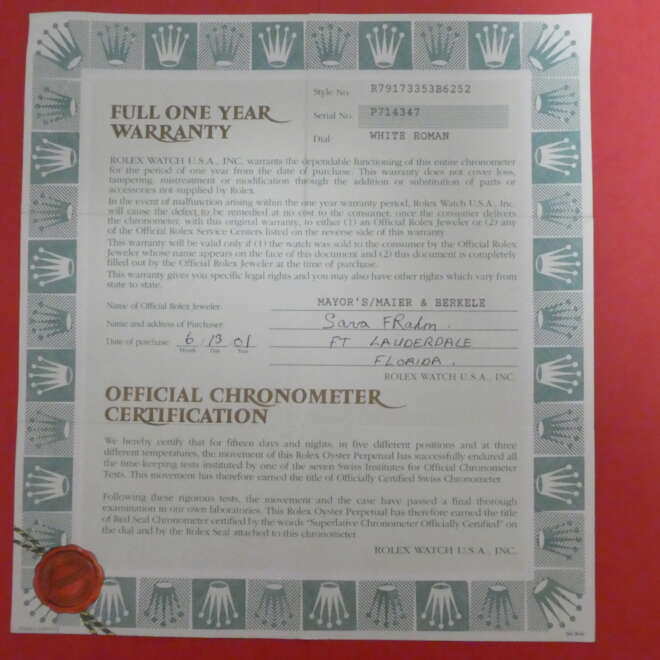 Style No. R79173353B6252
FULL ONE YEAR
WARRANTY
Serial No. P714347
Dial: WHITE ROMAN
ROLEX WATCH U.S.A., INC. warrants the dependable functioning of this entire chronometer
for the period of one year from the date of purchase. This warranty does not cover loss,
tampering, mistreatment or modification through the addition or substitution of parts or
accessories not supplied by Rolex.
In the event of malfunction arising within the one year warranty period, Rolex Watch U.S.A., Inc.
will cause the defect to be remedied at no cost to the consumer, once the consumer delivers
the chronometer, with this original warranty, to either (1) an Official Rolex Jeweler or (2) any
of the Official Rolex Service Centers listed on the reverse side of this warranty.
This warranty will be valid only if (1) the watch was sold to the consumer by the Official Rolex
Jeweler whose name appears on the face of this document and (2) this document is completely
filled out by the Official Rolex Jeweler at the time of purchase.
This warranty gives you specific legal rights and you may also have other rights which vary from
state to state.
Name of Official Rolex Jeweler: MAYOR'S/MAIER & BERKELE
Name and address of Purchaser: Sara FRahm.
Date of purchase: 6 13 01 FT LAUDERDALE
Month Day Year
FLORIDA.
ROLEX WATCH U.S.A., INC.
OFFICIAL CHRONOMETER
CERTIFICATION
We hereby certify that for fifteen days and nights, in five different positions and at three
different temperatures, the movement of this Rolex Oyster Perpetual has successfully endured all
the time-keeping tests instituted by one of the seven Swiss Institutes for Official Chronometer
Tests. This movement has therefore earned the title of Officially Certified Swiss Chronometer.
Following these rigorous tests, the movement and the case have passed a final thorough
examination in our own laboratories. This Rolex Oyster Perpetual has therefore earned the title
of Red Seal Chronometer certified by the words "Superlative Chronometer Officially Certified" on
the dial and by the Rolex Seal attached to this chronometer.
ROLEX WATCH U.S.A., INC.